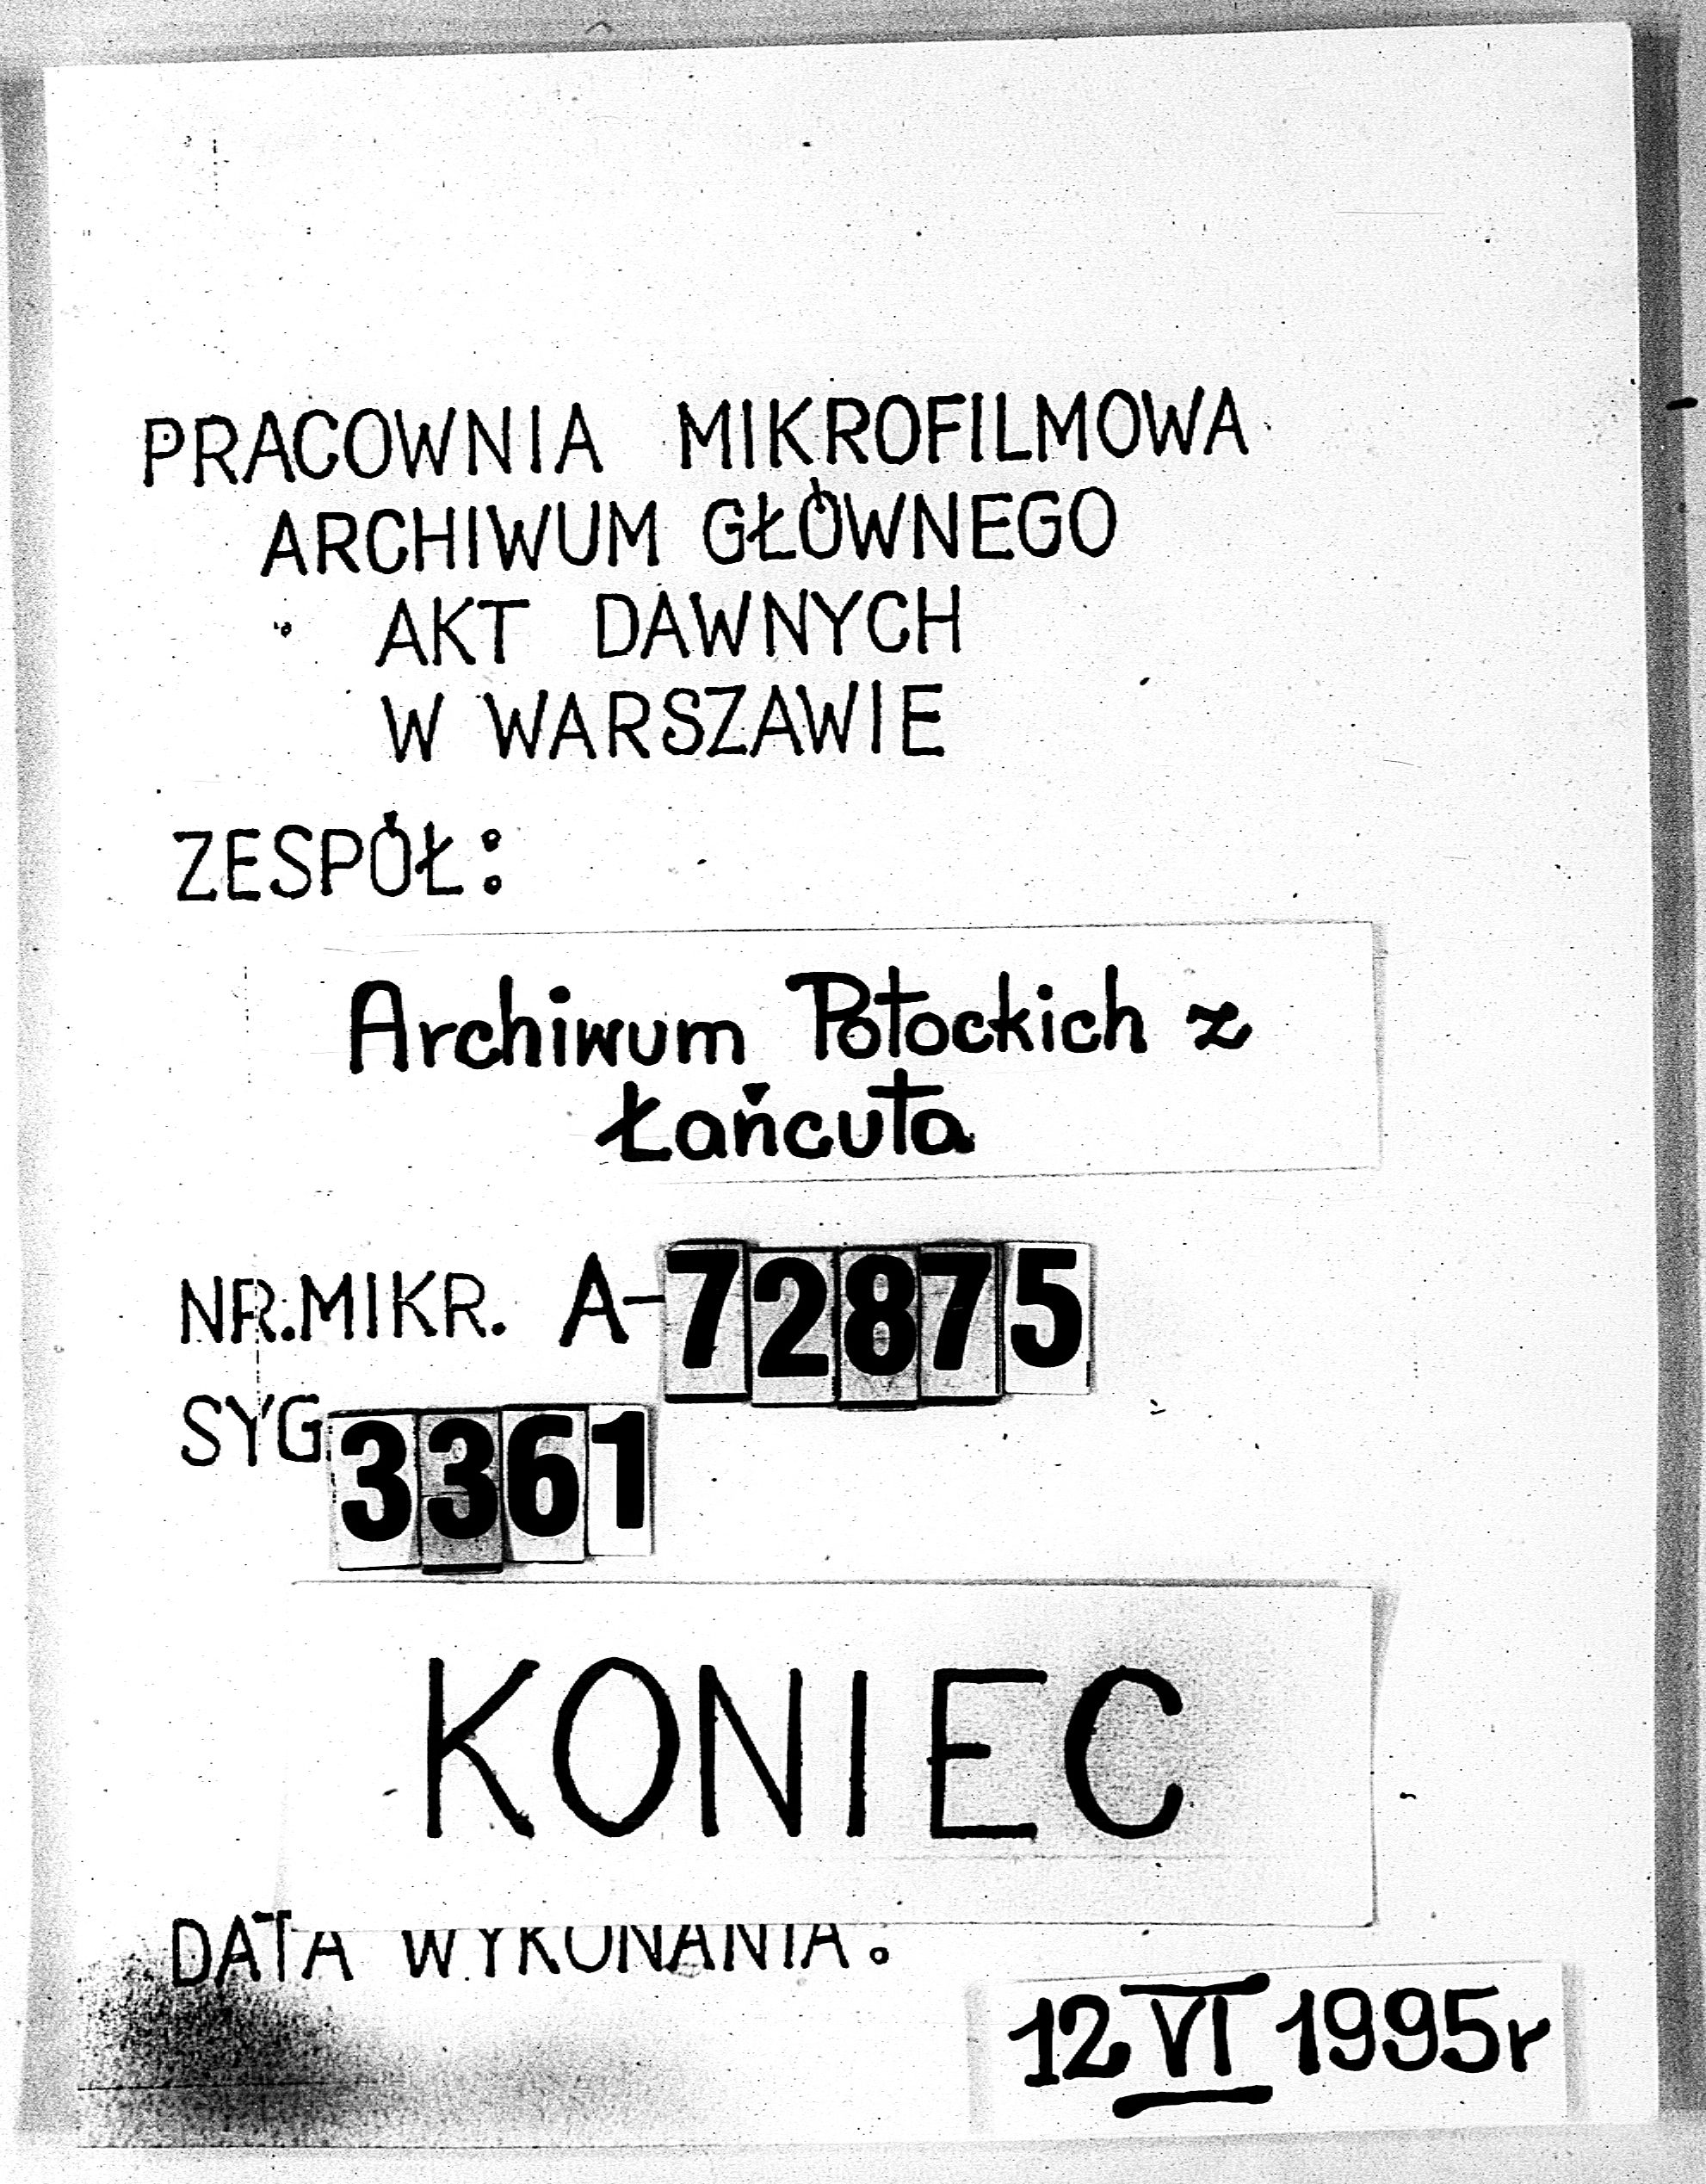 PRACOWNIA MIKROFILMOWA
ARCHIWUM GŁÓWNEGO
AKT DAWNYCH
W WARSZAWIE
ZESPÓŁ:
Archiwum Potockich z
Łańcuta
NR.MIKR. A-72875
SYG. 3361
KONIEC
DATA WYKONANIA:
12 VI 1995r